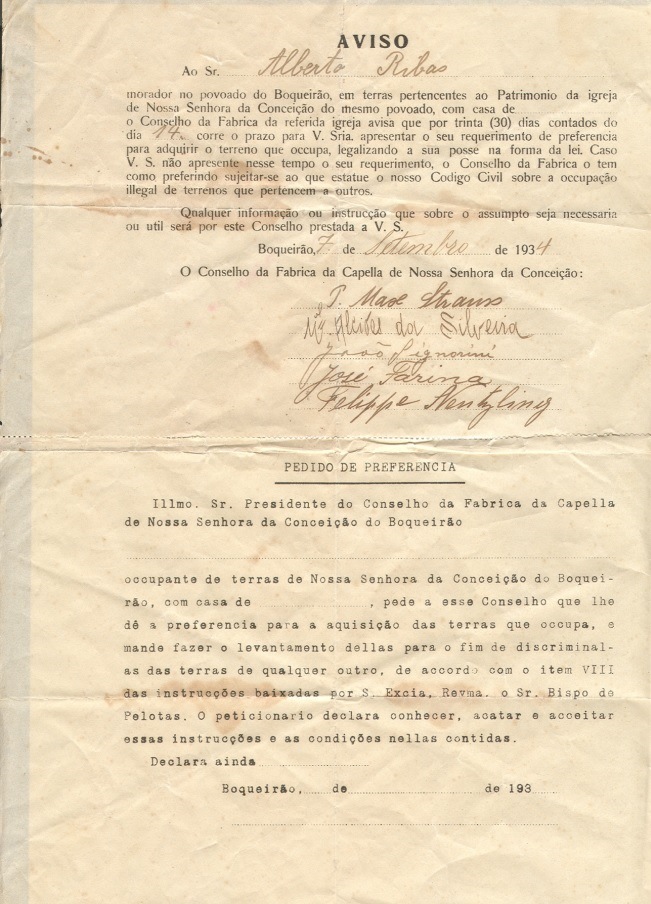 AVISO
Ao Sr. Alberto Ribas
morador no povoado do Boqueirão, em terras pertencentes ao Patrimonio da igreja
de Nossa Senhora da Conceição do mesmo povoado, com casa de
o Conselho da Fabrica da referida igreja avisa que por trinta (30) dias contados do
dia 14. corre o prazo para V. Sria. apresentar o seu requerimento de preferencia
para adquirir o terreno que occupa, legalizando a sua posse na forma da lei. Caso
V. S. não apresente nesse tempo o seu requerimento, o Conselho da Fabrica o tem
como preferindo sujeitar-se ao que estatue o nosso Codigo Civil sobre a occupação
illegal de terrenos que pertencem a outros.
Qualquer informação ou instrucção que sobre o assumpto seja necessaria
ou util será por este Conselho prestada a V. S.
Boqueirão, 7 de Setembro de 1934
O Conselho da Fabrica da Capella de Nossa Senhora da Conceição:
P. Max Strauss
Alcides da Silveira
João Signorini
José Farina
Felippe
PEDIDO DE PREFERENCIA
Illmo. Sr. Presidente do Conselho da Fabrica da Capella
de Nossa Senhora da Conceição do Boqueirão
occupante de terras de Nossa Senhora da Conceição do Boquei-
rão, com casa de , pede a esse Conselho que lhe
dê a preferencia para a aquisição das terras que occupa, e
mande fazer o levantamento dellas para o fim de discriminal-
as das terras de qualquer outro, de accordo com o item VIII
das instrucções baixadas por S. Excia, Revma. o Sr. Bispo de
Pelotas. O peticionario declara conhecer, acatar e acceitar
essas instrucções e as condições nellas contidas.
Declara ainda
Boqueirão, de de 193